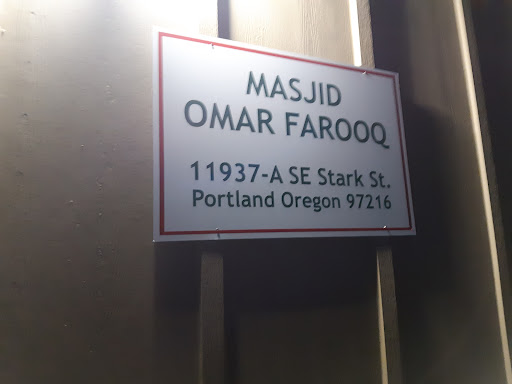 MASJID
OMAR FAROOQ
11937-A SE Stark St.
Portland Oregon 97216